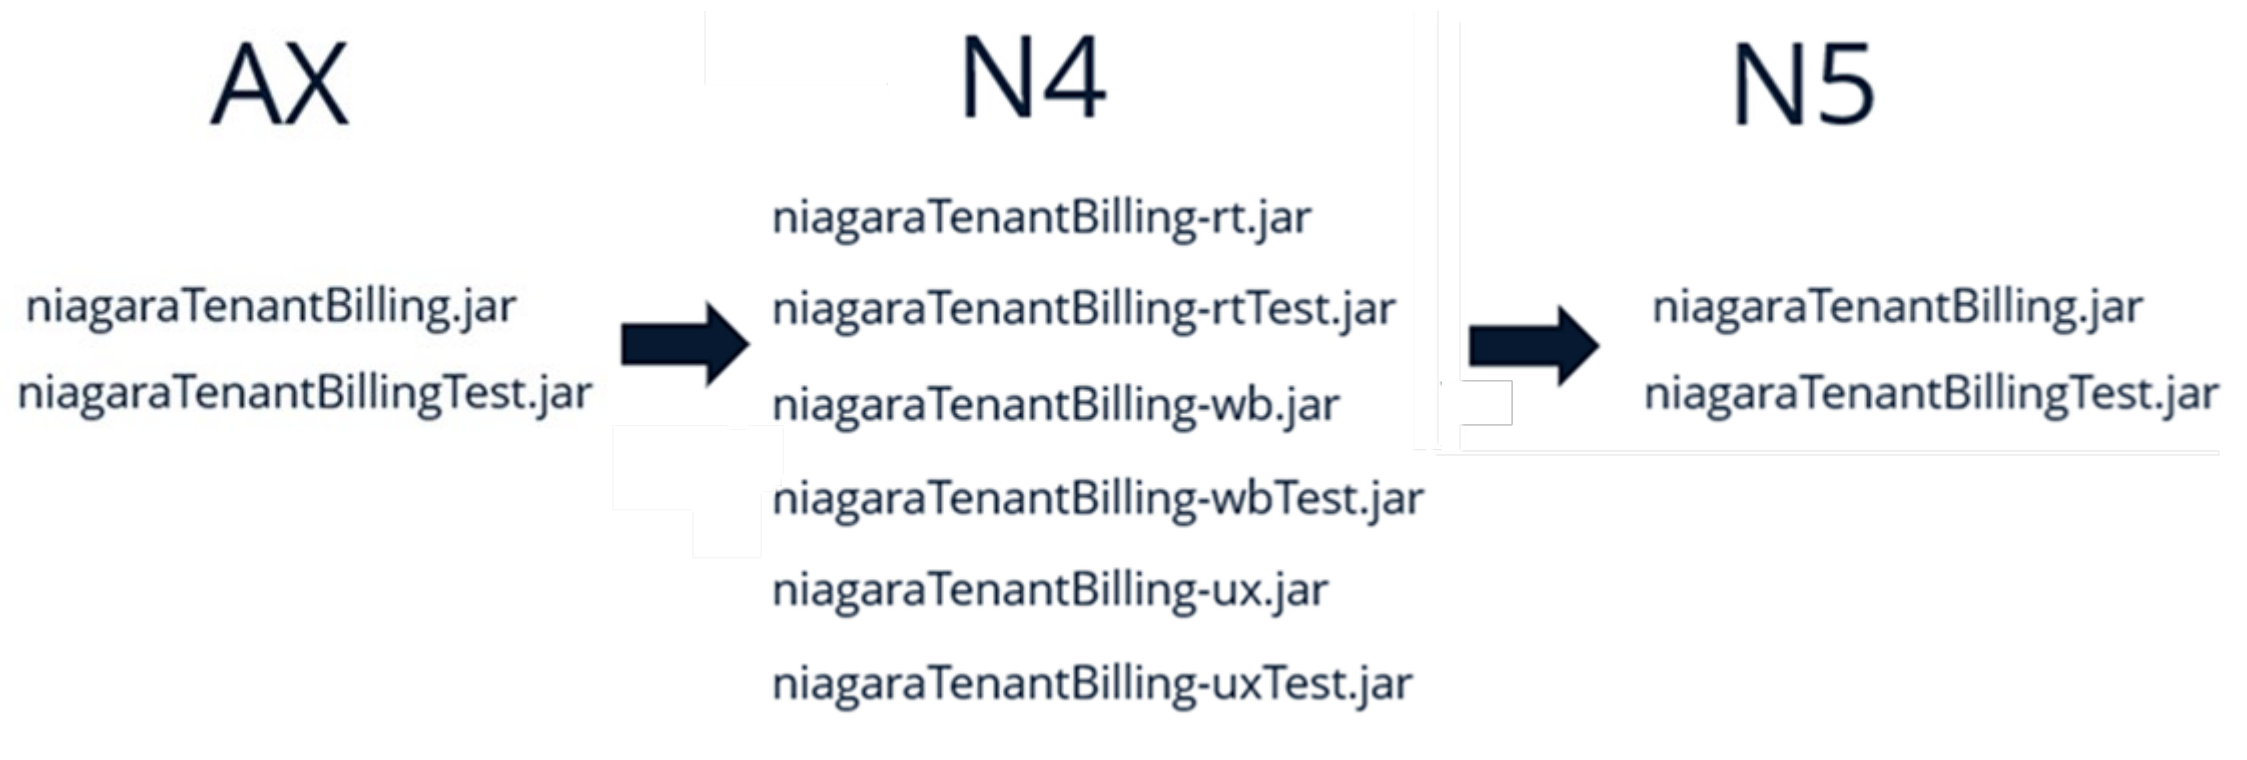 AX
niagaraTenantBilling.jar
niagaraTenantBillingTest.jar
N4
niagaraTenantBilling-rt.jar
niagaraTenantBilling-rtTest.jar
niagaraTenantBilling-wb.jar
niagaraTenantBilling-wbTest.jar
niagaraTenantBilling-ux.jar
niagaraTenantBilling-uxTest.jar
N5
niagaraTenantBilling.jar
niagaraTenantBillingTest.jar